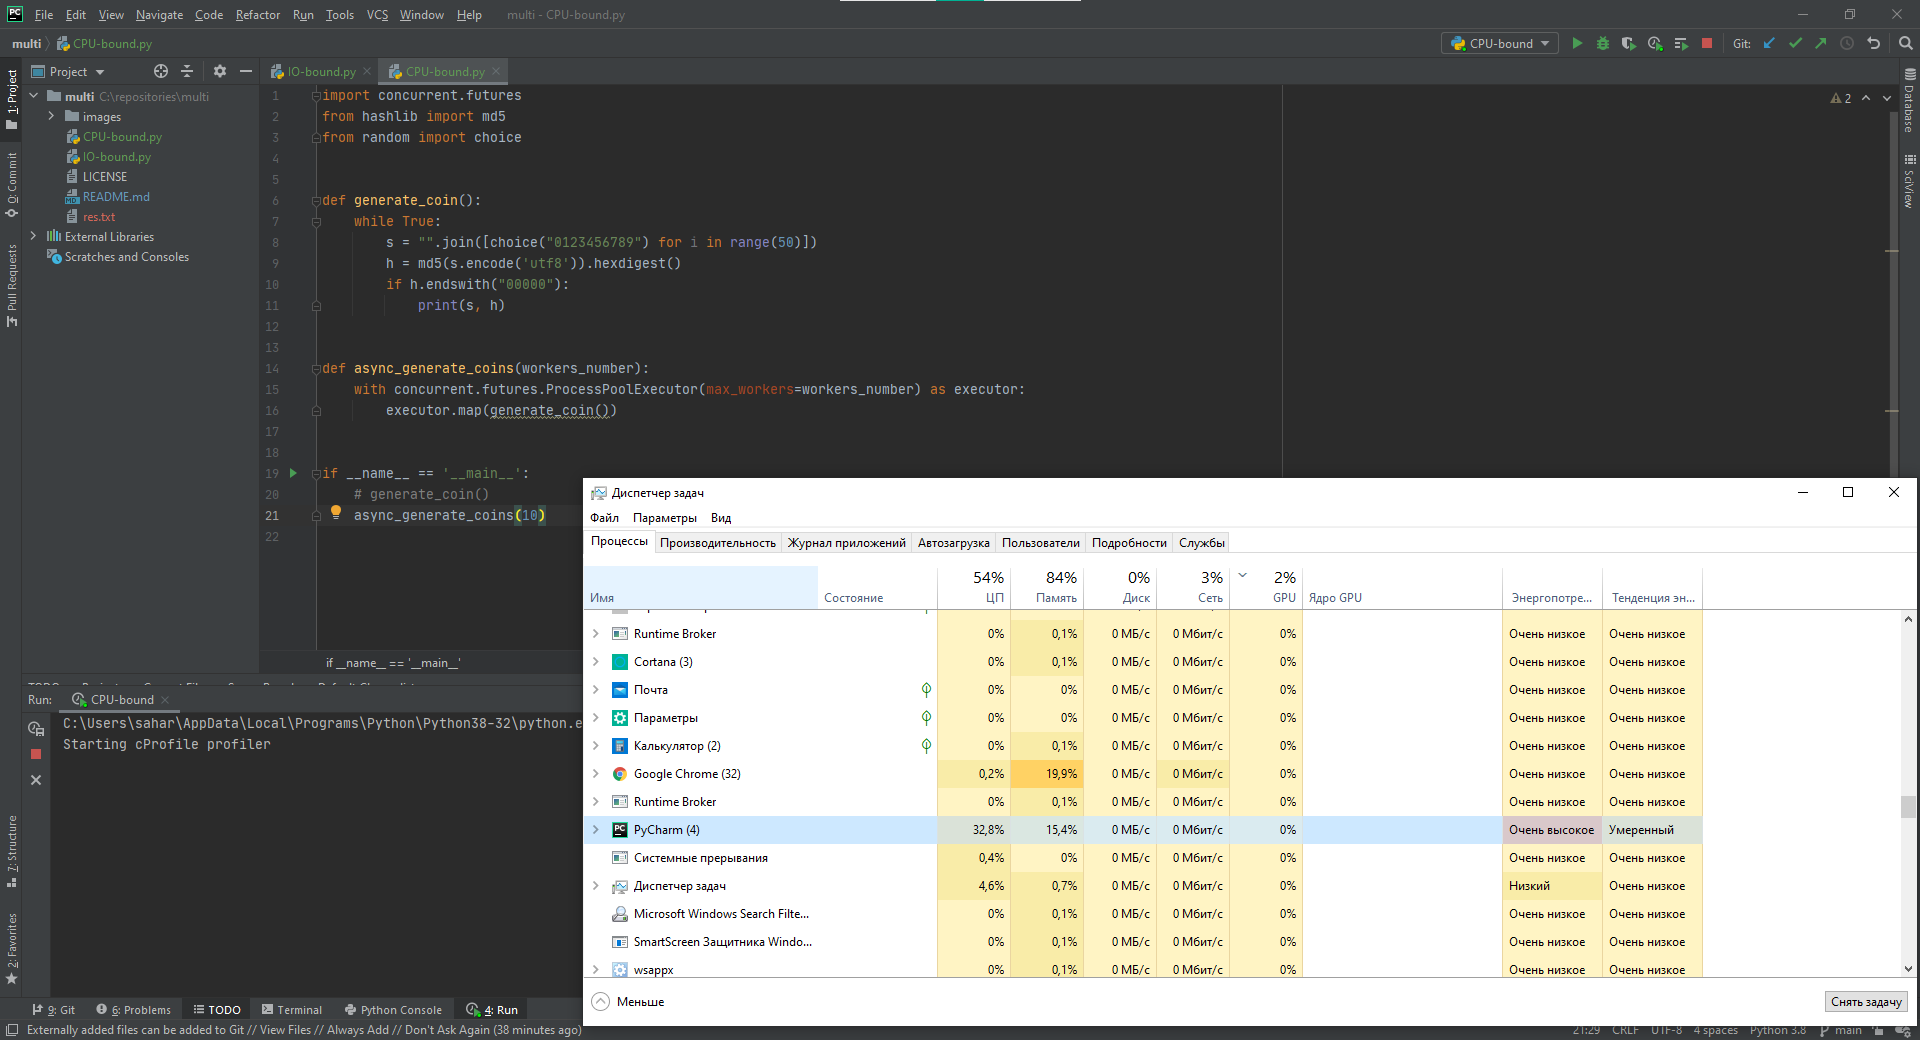 PC File Edit View Navigate Code Refactor Run Tools VCS Window Help multi - CPU-bound.py
multi CPU-bound.py CPU-bound Git:
1: Project
0: Commit
Pull Requests
7: Structure
2: Favorites
Project
multi C:\repositories\multi
images
CPU-bound.py
IO-bound.py
LICENSE
README.md
res.txt
External Libraries
Scratches and Consoles
IO-bound.py CPU-bound.py
2
Database
SciView
1 import concurrent.futures
2 from hashlib import md5
3 from random import choice
4
5
6 def generate_coin():
7 while True:
8 s = "".join([choice("0123456789") for i in range(50)])
9 h = md5(s.encode('utf8')).hexdigest()
10 if h.endswith("00000"):
11 print(s, h)
12
13
14 def async_generate_coins(workers_number):
15 with concurrent.futures.ProcessPoolExecutor(max_workers=workers_number) as executor:
16 executor.map(generate_coin())
17
18
19 if __name__ == '__main__':
20 # generate_coin()
21 async_generate_coins(10)
22
if __name__ == '__main__'
Run: CPU-bound
C:\Users\sahar\AppData\Local\Programs\Python\Python38-32\python.e
Starting cProfile profiler
Диспетчер задач
Файл Параметры Вид
Процессы Производительность Журнал приложений Автозагрузка Пользователи Подробности Службы
54% 84% 0% 3% 2%
Имя Состояние ЦП Память Диск Сеть GPU Ядро GPU Энергопотре... Тенденция эн...
Runtime Broker 0% 0,1% 0 МБ/с 0 Мбит/с 0% Очень низкое Очень низкое
Cortana (3) 0% 0,1% 0 МБ/с 0 Мбит/с 0% Очень низкое Очень низкое
Почта 0% 0% 0 МБ/с 0 Мбит/с 0% Очень низкое Очень низкое
Параметры 0% 0% 0 МБ/с 0 Мбит/с 0% Очень низкое Очень низкое
Калькулятор (2) 0% 0,1% 0 МБ/с 0 Мбит/с 0% Очень низкое Очень низкое
Google Chrome (32) 0,2% 19,9% 0 МБ/с 0 Мбит/с 0% Очень низкое Очень низкое
Runtime Broker 0% 0,1% 0 МБ/с 0 Мбит/с 0% Очень низкое Очень низкое
PC PyCharm (4) 32,8% 15,4% 0 МБ/с 0 Мбит/с 0% Очень высокое Умеренный
Системные прерывания 0,4% 0% 0 МБ/с 0 Мбит/с 0% Очень низкое Очень низкое
Диспетчер задач 4,6% 0,7% 0 МБ/с 0 Мбит/с 0% Низкий Очень низкое
Microsoft Windows Search Filte... 0% 0,1% 0 МБ/с 0 Мбит/с 0% Очень низкое Очень низкое
SmartScreen Защитника Windo... 0% 0,1% 0 МБ/с 0 Мбит/с 0% Очень низкое Очень низкое
wsappx 0% 0,1% 0 МБ/с 0 Мбит/с 0% Очень низкое Очень низкое
Меньше Снять задачу
9: Git 6: Problems TODO Terminal Python Console 4: Run
Externally added files can be added to Git // View Files // Always Add // Don't Ask Again (38 minutes ago) 21:29 CRLF UTF-8 4 spaces Python 3.8 main